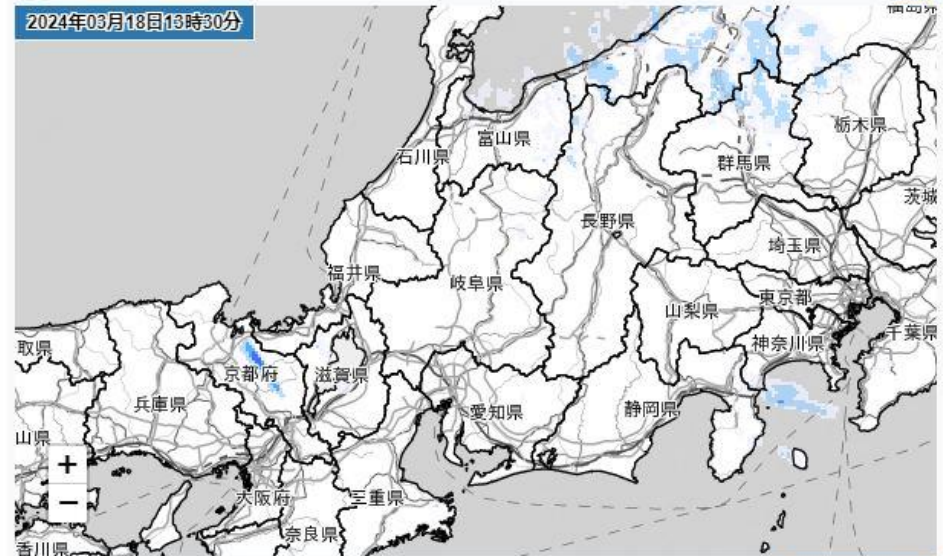 2024年03月18日13時30分
福島県
栃木県
富山県
石川県
群馬県
茨城
長野県
埼玉県
福井県
岐阜県
東京都
山梨県
千葉県
神奈川県
取県
京都府
滋賀県
兵庫県
愛知県
静岡県
山県
+
−
大阪府
三重県
奈良県
香川県